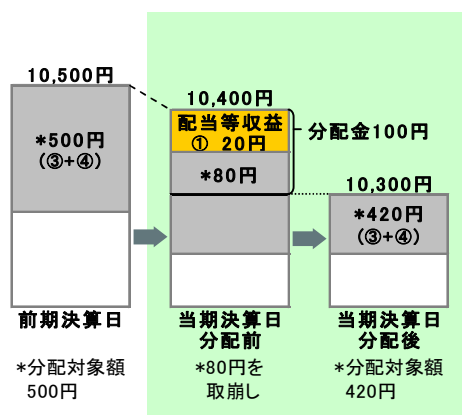 10,500円
*500円
(③+④)
前期決算日
*分配対象額
500円
10,400円
配当等収益
① 20円
*80円
分配金100円
当期決算日
分配前
*80円を
取崩し
10,300円
*420円
(③+④)
当期決算日
分配後
*分配対象額
420円